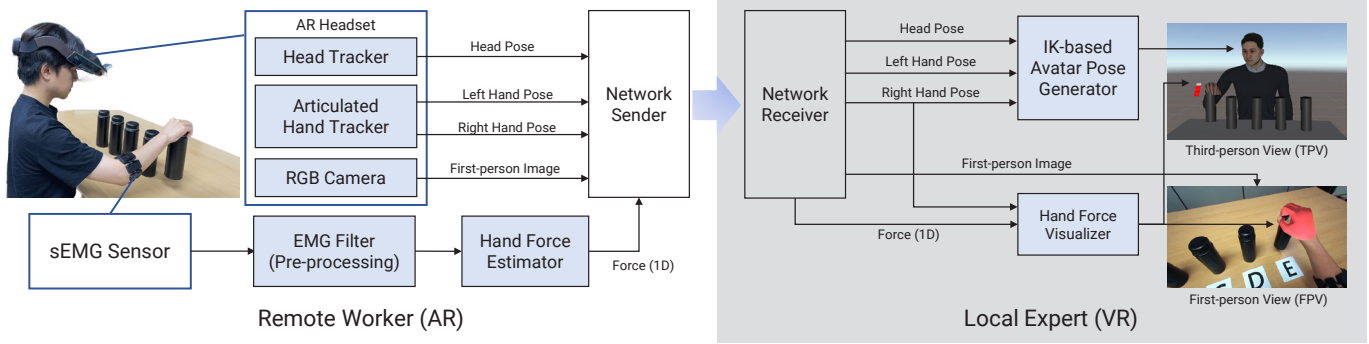 AR Headset
Head Tracker
Articulated
Hand Tracker
RGB Camera
Head Pose
Left Hand Pose
Right Hand Pose
First-person Image
Network
Sender
sEMG Sensor
EMG Filter
(Pre-processing)
Hand Force
Estimator
Force (1D)
Remote Worker (AR)
Network
Receiver
Head Pose
Left Hand Pose
Right Hand Pose
First-person Image
Force (1D)
IK-based
Avatar Pose
Generator
Hand Force
Visualizer
Third-person View (TPV)
D
E
First-person View (FPV)
Local Expert (VR)